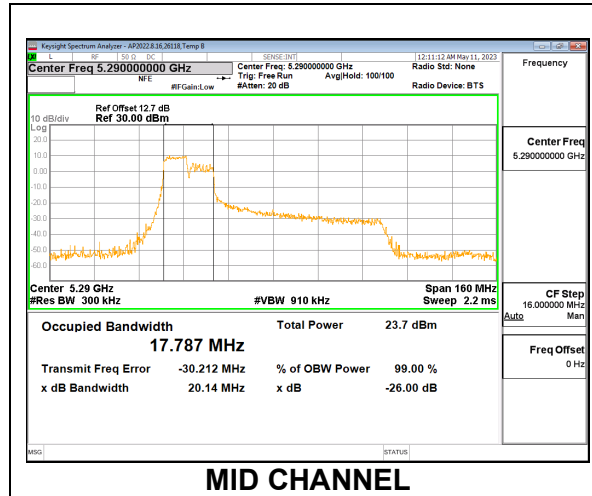 Keysight Spectrum Analyzer - AP2022.8.16,26118,Temp B
L RF 50 Ω DC SENSE:INT 12:11:12 AM May 11, 2023
Center Freq 5.290000000 GHz Center Freq: 5.290000000 GHz Radio Std: None
NFE Trig: Free Run Avg|Hold: 100/100
#IFGain:Low #Atten: 20 dB Radio Device: BTS
Frequency
Ref Offset 12.7 dB
10 dB/div Ref 30.00 dBm
Log
20.0
10.0
0.00
-10.0
-20.0
-30.0
-40.0
-50.0
-60.0
Center 5.29 GHz Span 160 MHz
#Res BW 300 kHz #VBW 910 kHz Sweep 2.2 ms
Occupied Bandwidth Total Power 23.7 dBm
17.787 MHz
Transmit Freq Error -30.212 MHz % of OBW Power 99.00 %
x dB Bandwidth 20.14 MHz x dB -26.00 dB
Center Freq
5.290000000 GHz
CF Step
16.000000 MHz
Auto Man
Freq Offset
0 Hz
MSG STATUS
MID CHANNEL